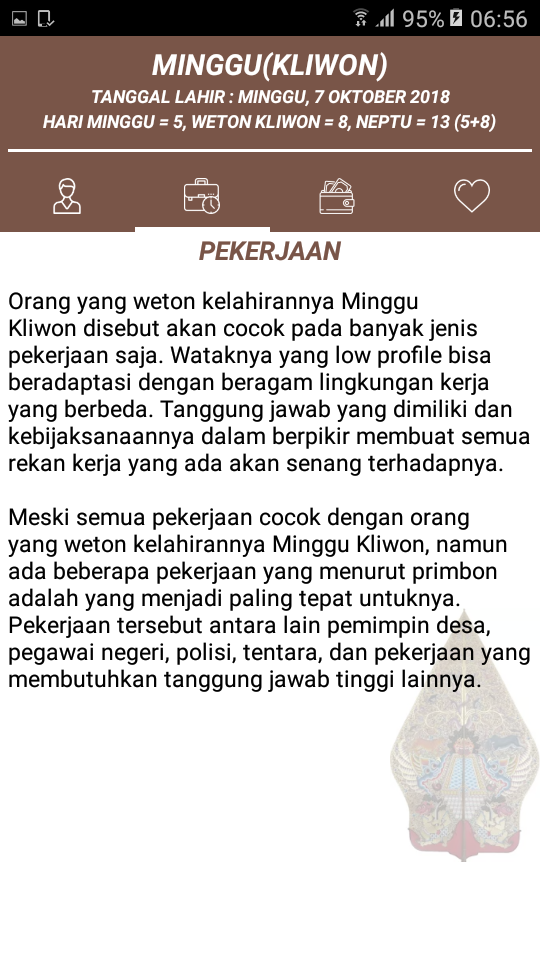 95% 06:56
MINGGU(KLIWON)
TANGGAL LAHIR : MINGGU, 7 OKTOBER 2018
HARI MINGGU = 5, WETON KLIWON = 8, NEPTU = 13 (5+8)
PEKERJAAN
Orang yang weton kelahirannya Minggu
Kliwon disebut akan cocok pada banyak jenis
pekerjaan saja. Wataknya yang low profile bisa
beradaptasi dengan beragam lingkungan kerja
yang berbeda. Tanggung jawab yang dimiliki dan
kebijaksanaannya dalam berpikir membuat semua
rekan kerja yang ada akan senang terhadapnya.
Meski semua pekerjaan cocok dengan orang
yang weton kelahirannya Minggu Kliwon, namun
ada beberapa pekerjaan yang menurut primbon
adalah yang menjadi paling tepat untuknya.
Pekerjaan tersebut antara lain pemimpin desa,
pegawai negeri, polisi, tentara, dan pekerjaan yang
membutuhkan tanggung jawab tinggi lainnya.